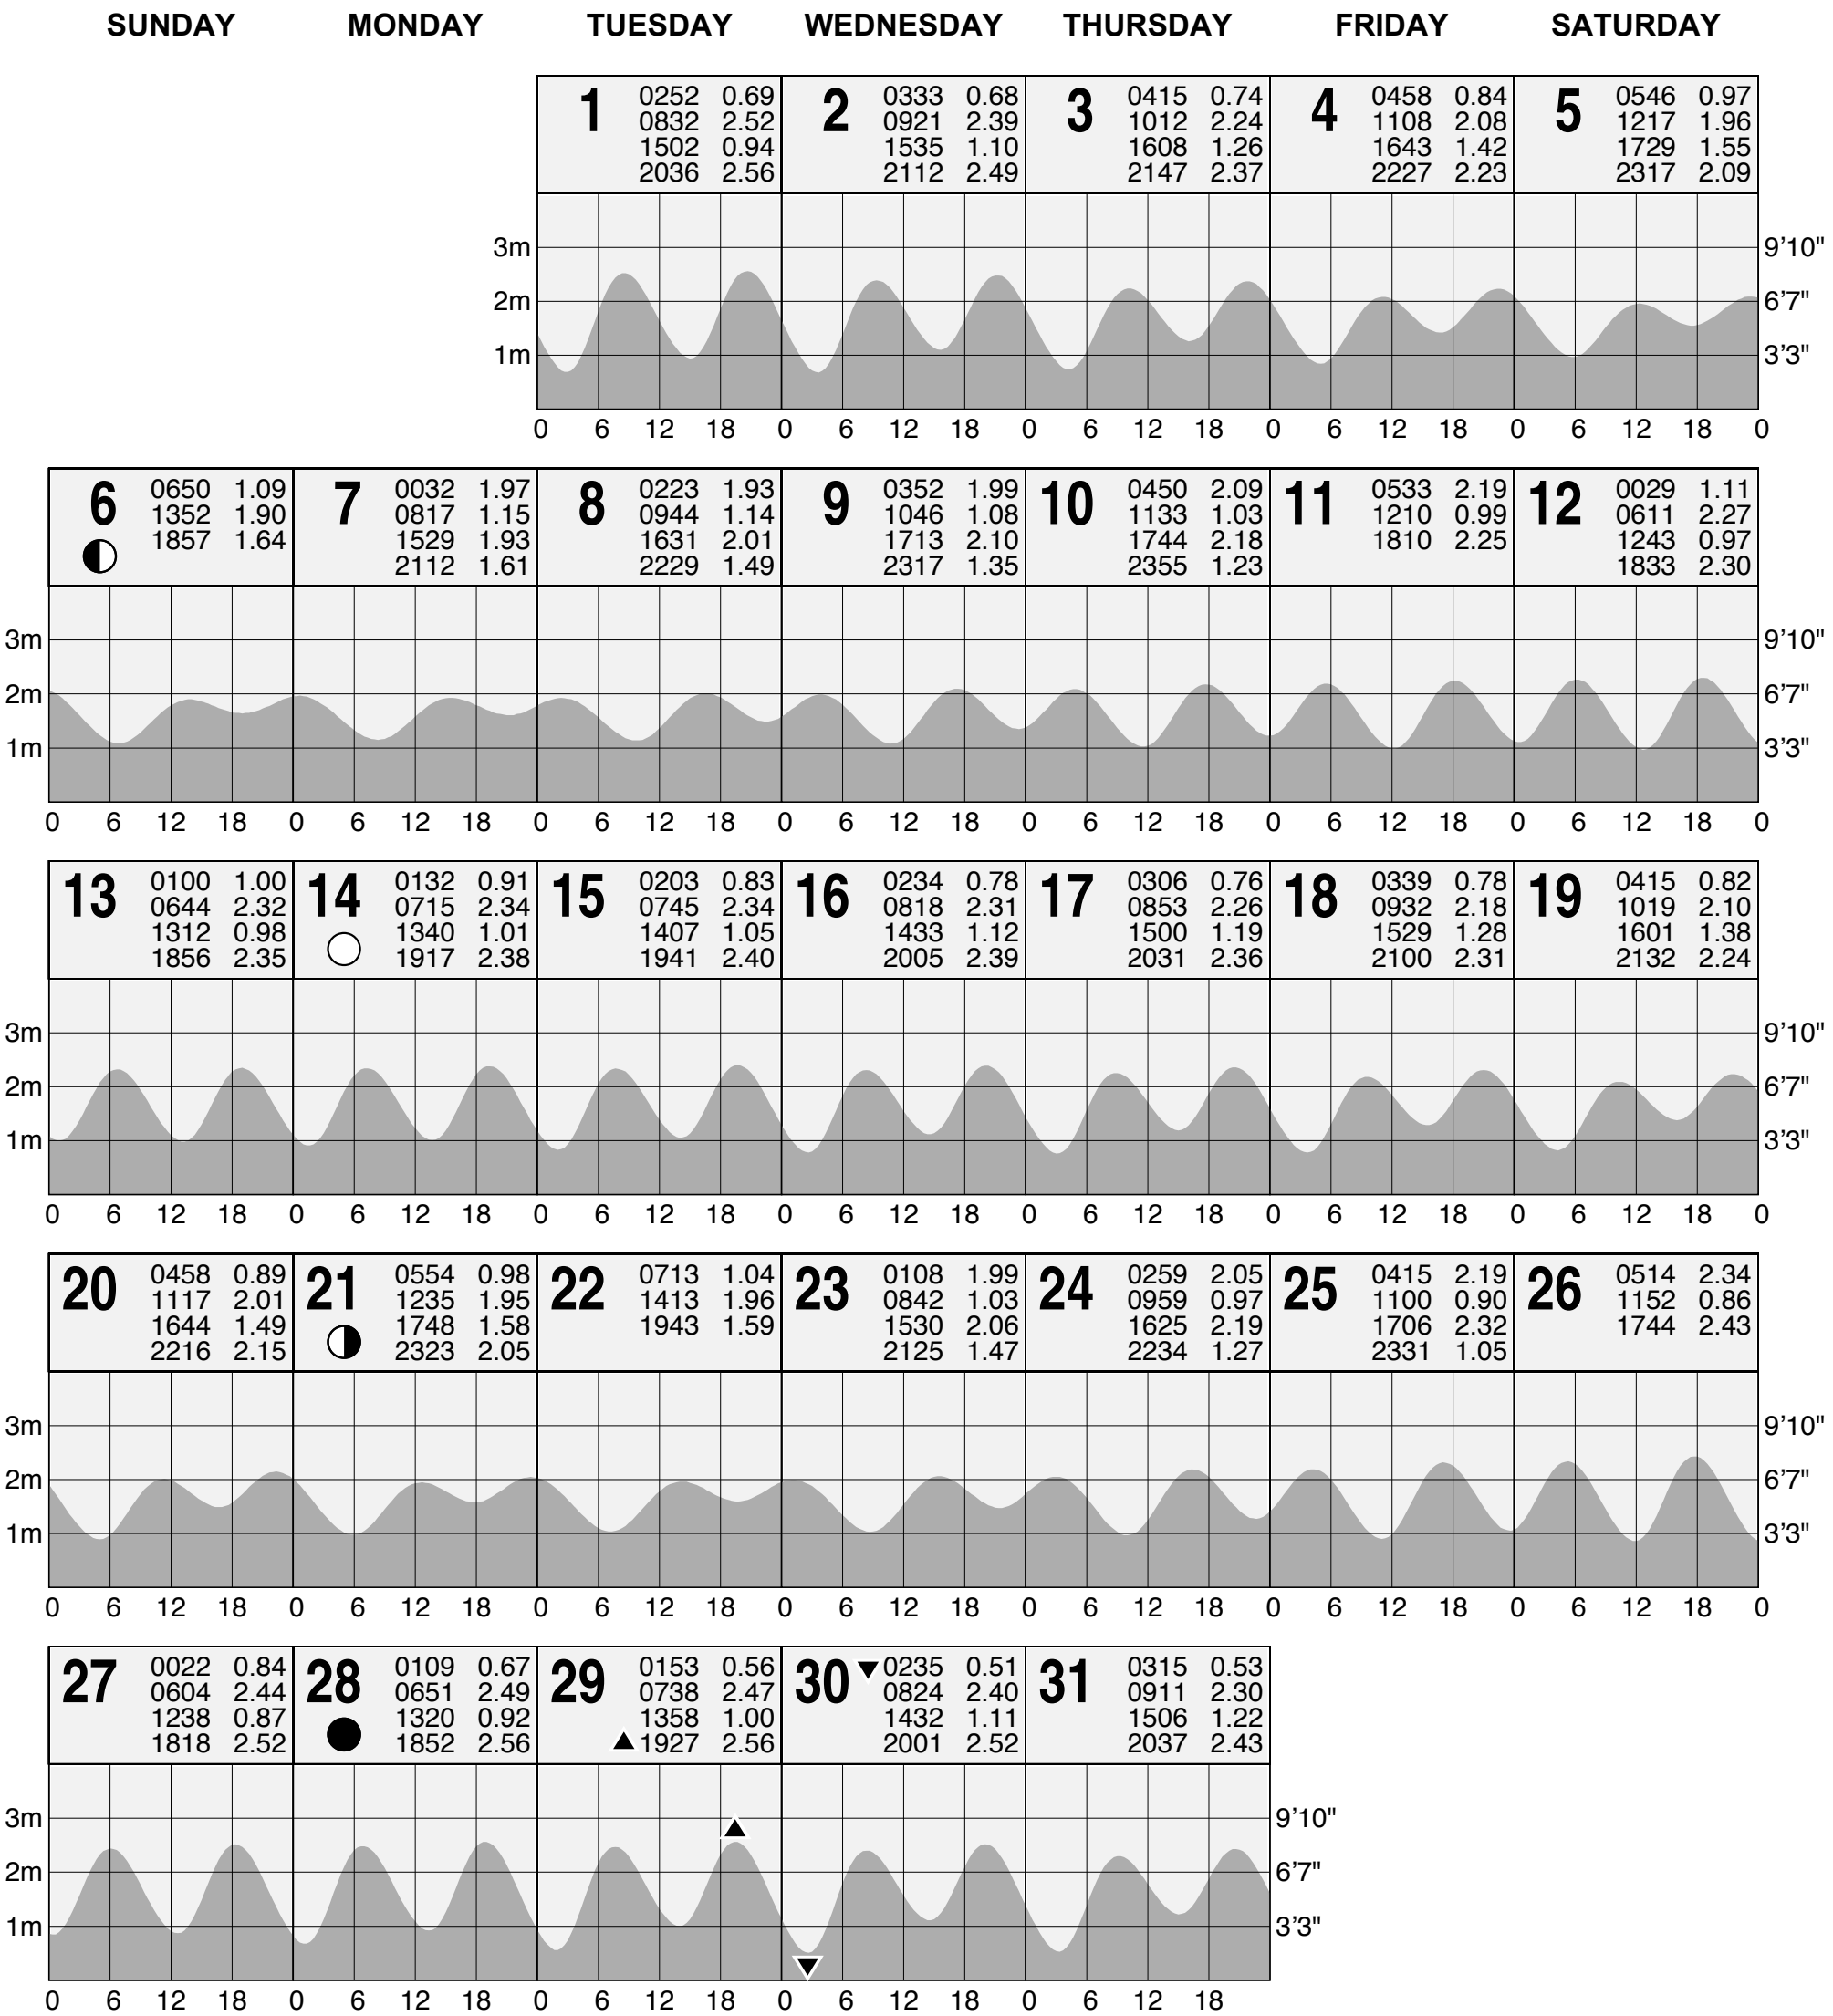 SUNDAY MONDAY TUESDAY WEDNESDAY THURSDAY FRIDAY SATURDAY
1 0252 0.69 2 0333 0.68 3 0415 0.74 4 0458 0.84 5 0546 0.97
0832 2.52 0921 2.39 1012 2.24 1108 2.08 1217 1.96
1502 0.94 1535 1.10 1608 1.26 1643 1.42 1729 1.55
2036 2.56 2112 2.49 2147 2.37 2227 2.23 2317 2.09
3m 9'10"
2m 6'7"
1m 3'3"
0 6 12 18 0 6 12 18 0 6 12 18 0 6 12 18 0 6 12 18 0
6 0650 1.09 7 0032 1.97 8 0223 1.93 9 0352 1.99 10 0450 2.09 11 0533 2.19 12 0029 1.11
1352 1.90 0817 1.15 0944 1.14 1046 1.08 1133 1.03 1210 0.99 0611 2.27
1857 1.64 1529 1.93 1631 2.01 1713 2.10 1744 2.18 1810 2.25 1243 0.97
2112 1.61 2229 1.49 2317 1.35 2355 1.23 1833 2.30
3m 9'10"
2m 6'7"
1m 3'3"
0 6 12 18 0 6 12 18 0 6 12 18 0 6 12 18 0 6 12 18 0 6 12 18 0 6 12 18 0
13 0100 1.00 14 0132 0.91 15 0203 0.83 16 0234 0.78 17 0306 0.76 18 0339 0.78 19 0415 0.82
0644 2.32 0715 2.34 0745 2.34 0818 2.31 0853 2.26 0932 2.18 1019 2.10
1312 0.98 1340 1.01 1407 1.05 1433 1.12 1500 1.19 1529 1.28 1601 1.38
1856 2.35 1917 2.38 1941 2.40 2005 2.39 2031 2.36 2100 2.31 2132 2.24
3m 9'10"
2m 6'7"
1m 3'3"
0 6 12 18 0 6 12 18 0 6 12 18 0 6 12 18 0 6 12 18 0 6 12 18 0 6 12 18 0
20 0458 0.89 21 0554 0.98 22 0713 1.04 23 0108 1.99 24 0259 2.05 25 0415 2.19 26 0514 2.34
1117 2.01 1235 1.95 1413 1.96 0842 1.03 0959 0.97 1100 0.90 1152 0.86
1644 1.49 1748 1.58 1943 1.59 1530 2.06 1625 2.19 1706 2.32 1744 2.43
2216 2.15 2323 2.05 2125 1.47 2234 1.27 2331 1.05
3m 9'10"
2m 6'7"
1m 3'3"
0 6 12 18 0 6 12 18 0 6 12 18 0 6 12 18 0 6 12 18 0 6 12 18 0 6 12 18 0
27 0022 0.84 28 0109 0.67 29 0153 0.56 30 0235 0.51 31 0315 0.53
0604 2.44 0651 2.49 0738 2.47 0824 2.40 0911 2.30
1238 0.87 1320 0.92 1358 1.00 1432 1.11 1506 1.22
1818 2.52 1852 2.56 1927 2.56 2001 2.52 2037 2.43
3m 9'10"
2m 6'7"
1m 3'3"
0 6 12 18 0 6 12 18 0 6 12 18 0 6 12 18 0 6 12 18